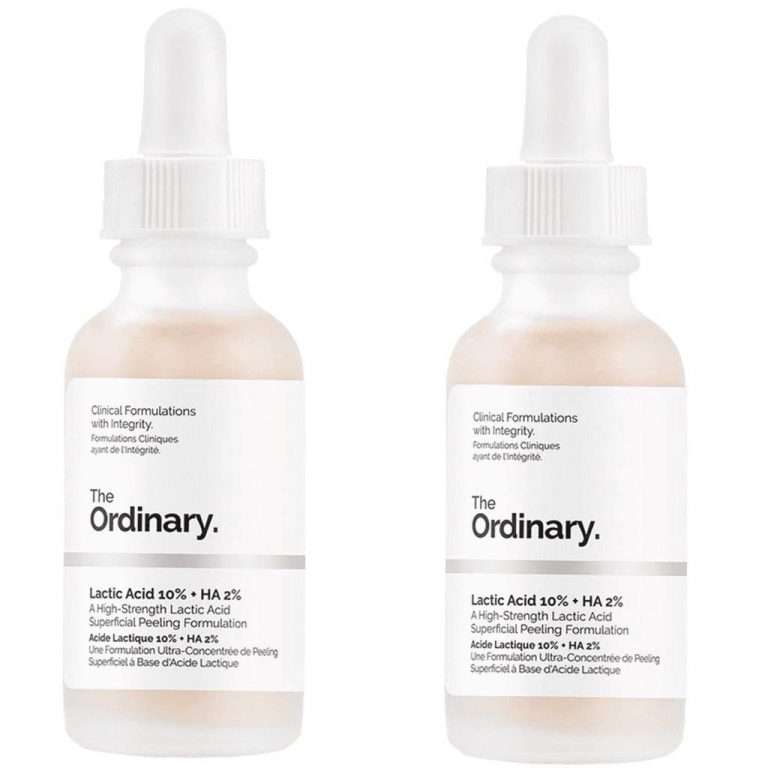 Clinical Formulations
with Integrity.
Formulations Cliniques
ayant de l'Intégrité.
The
Ordinary.
Lactic Acid 10% + HA 2%
A High-Strength Lactic Acid
Superficial Peeling Formulation
Acide Lactique 10% + HA 2%
Une Formulation Ultra-Concentrée de Peeling
Superficiel à Base d'Acide Lactique
Clinical Formulations
with Integrity.
Formulations Cliniques
ayant de l'Intégrité.
The
Ordinary.
Lactic Acid 10% + HA 2%
A High-Strength Lactic Acid
Superficial Peeling Formulation
Acide Lactique 10% + HA 2%
Une Formulation Ultra-Concentrée de Peeling
Superficiel à Base d'Acide Lactique